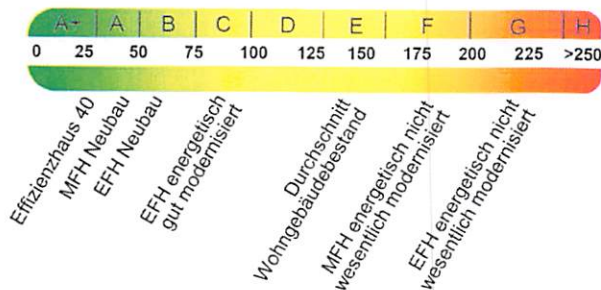 A+ A B C D E F G H
0 25 50 75 100 125 150 175 200 225 >250
Effizienzhaus 40
MFH Neubau
EFH Neubau
EFH energetisch
gut modernisiert
Durchschnitt
Wohngebäudebestand
MFH energetisch nicht
wesentlich modernisiert
EFH energetisch nicht
wesentlich modernisiert